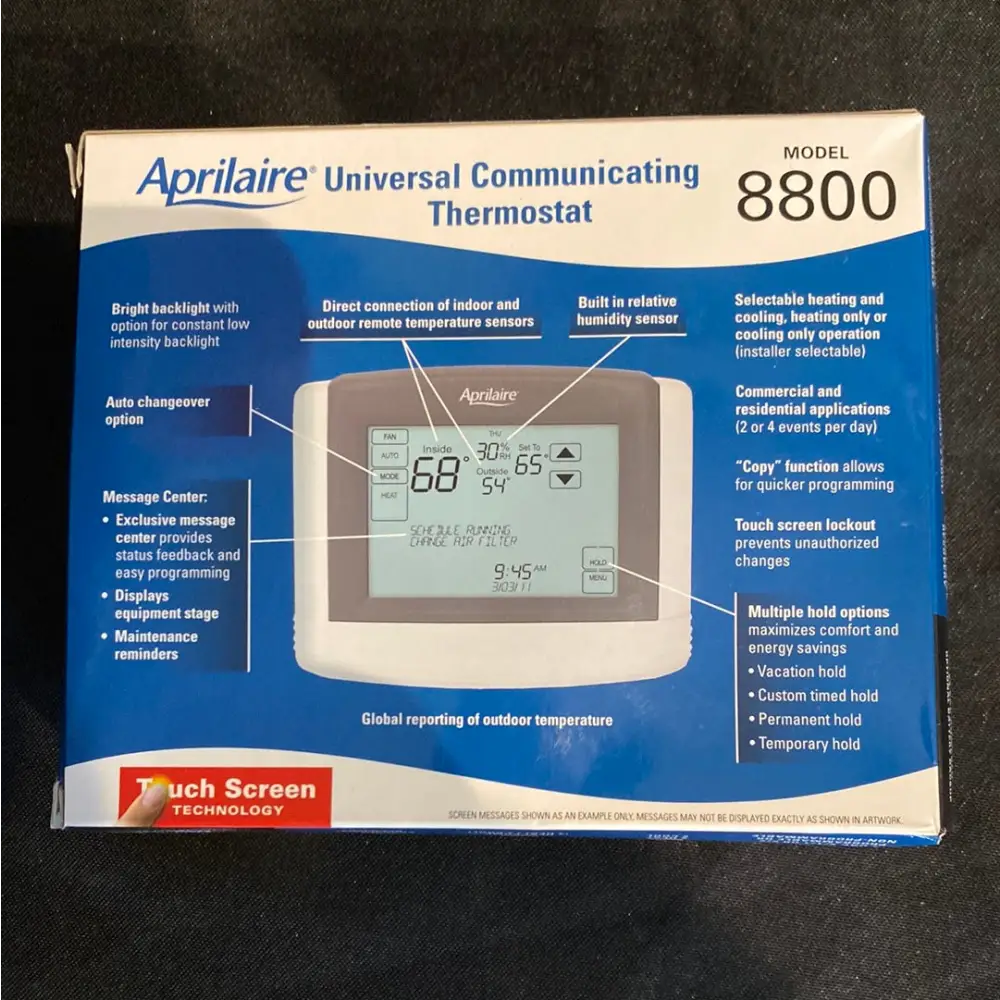 Aprilaire® Universal Communicating
Thermostat
MODEL
8800
Bright backlight with
option for constant low
intensity backlight
Direct connection of indoor and
outdoor remote temperature sensors
Built in relative
humidity sensor
Selectable heating and
cooling, heating only or
cooling only operation
(installer selectable)
Auto changeover
option
Commercial and
residential applications
(2 or 4 events per day)
Message Center:
• Exclusive message
center provides
status feedback and
easy programming
• Displays
equipment stage
• Maintenance
reminders
"Copy" function allows
for quicker programming
Touch screen lockout
prevents unauthorized
changes
Aprilaire
FAN
AUTO
MODE
HEAT
Inside
68°
THU
30%
RH
Outside
54°
Set To
65°
SCHEDULE RUNNING
CHANGE AIR FILTER
9:45 AM
3/03/11
HOLD
MENU
Multiple hold options
maximizes comfort and
energy savings
• Vacation hold
• Custom timed hold
• Permanent hold
• Temporary hold
Global reporting of outdoor temperature
Touch Screen
TECHNOLOGY
SCREEN MESSAGES SHOWN AS AN EXAMPLE ONLY, MESSAGES MAY NOT BE DISPLAYED EXACTLY AS SHOWN IN ARTWORK.